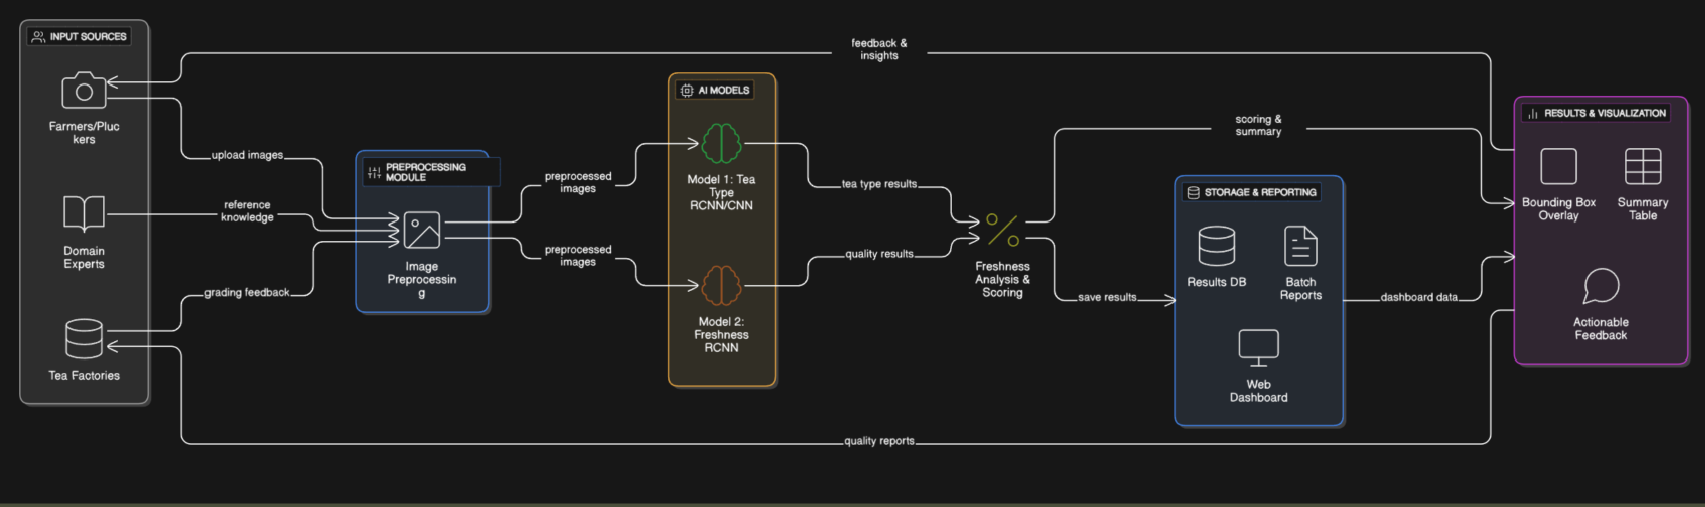 INPUT SOURCES
Farmers/Pluc
kers
Domain
Experts
Tea Factories
feedback &
insights
upload images
reference
knowledge
grading feedback
PREPROCESSING
MODULE
Image
Preprocessin
g
preprocessed
images
preprocessed
images
AI MODELS
Model 1: Tea
Type
RCNN/CNN
Model 2:
Freshness
RCNN
tea type results
quality results
Freshness
Analysis &
Scoring
scoring &
summary
save results
STORAGE & REPORTING
Results DB
Batch
Reports
Web
Dashboard
dashboard data
RESULTS & VISUALIZATION
Bounding Box
Overlay
Summary
Table
Actionable
Feedback
quality reports